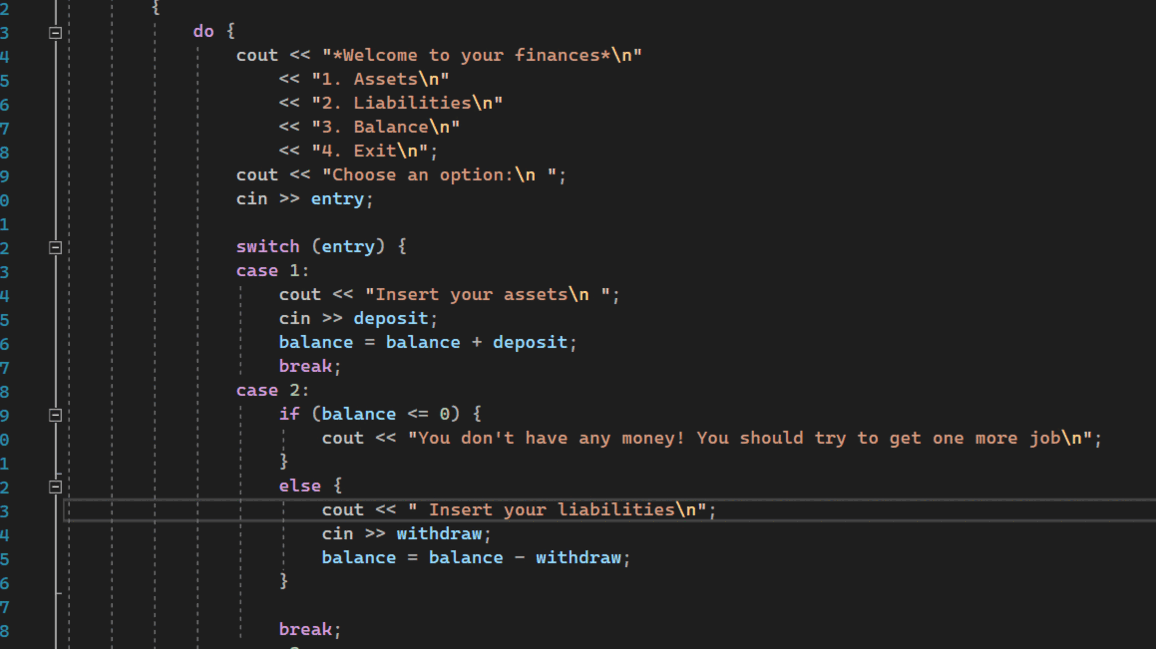 2 {
3 do {
4 cout << "*Welcome to your finances*\n"
5 << "1. Assets\n"
6 << "2. Liabilities\n"
7 << "3. Balance\n"
8 << "4. Exit\n";
9 cout << "Choose an option:\n ";
0 cin >> entry;
1
2 switch (entry) {
3 case 1:
4 cout << "Insert your assets\n ";
5 cin >> deposit;
6 balance = balance + deposit;
7 break;
8 case 2:
9 if (balance <= 0) {
0 cout << "You don't have any money! You should try to get one more job\n";
1 }
2 else {
3 cout << " Insert your liabilities\n";
4 cin >> withdraw;
5 balance = balance - withdraw;
6 }
7
8 break;